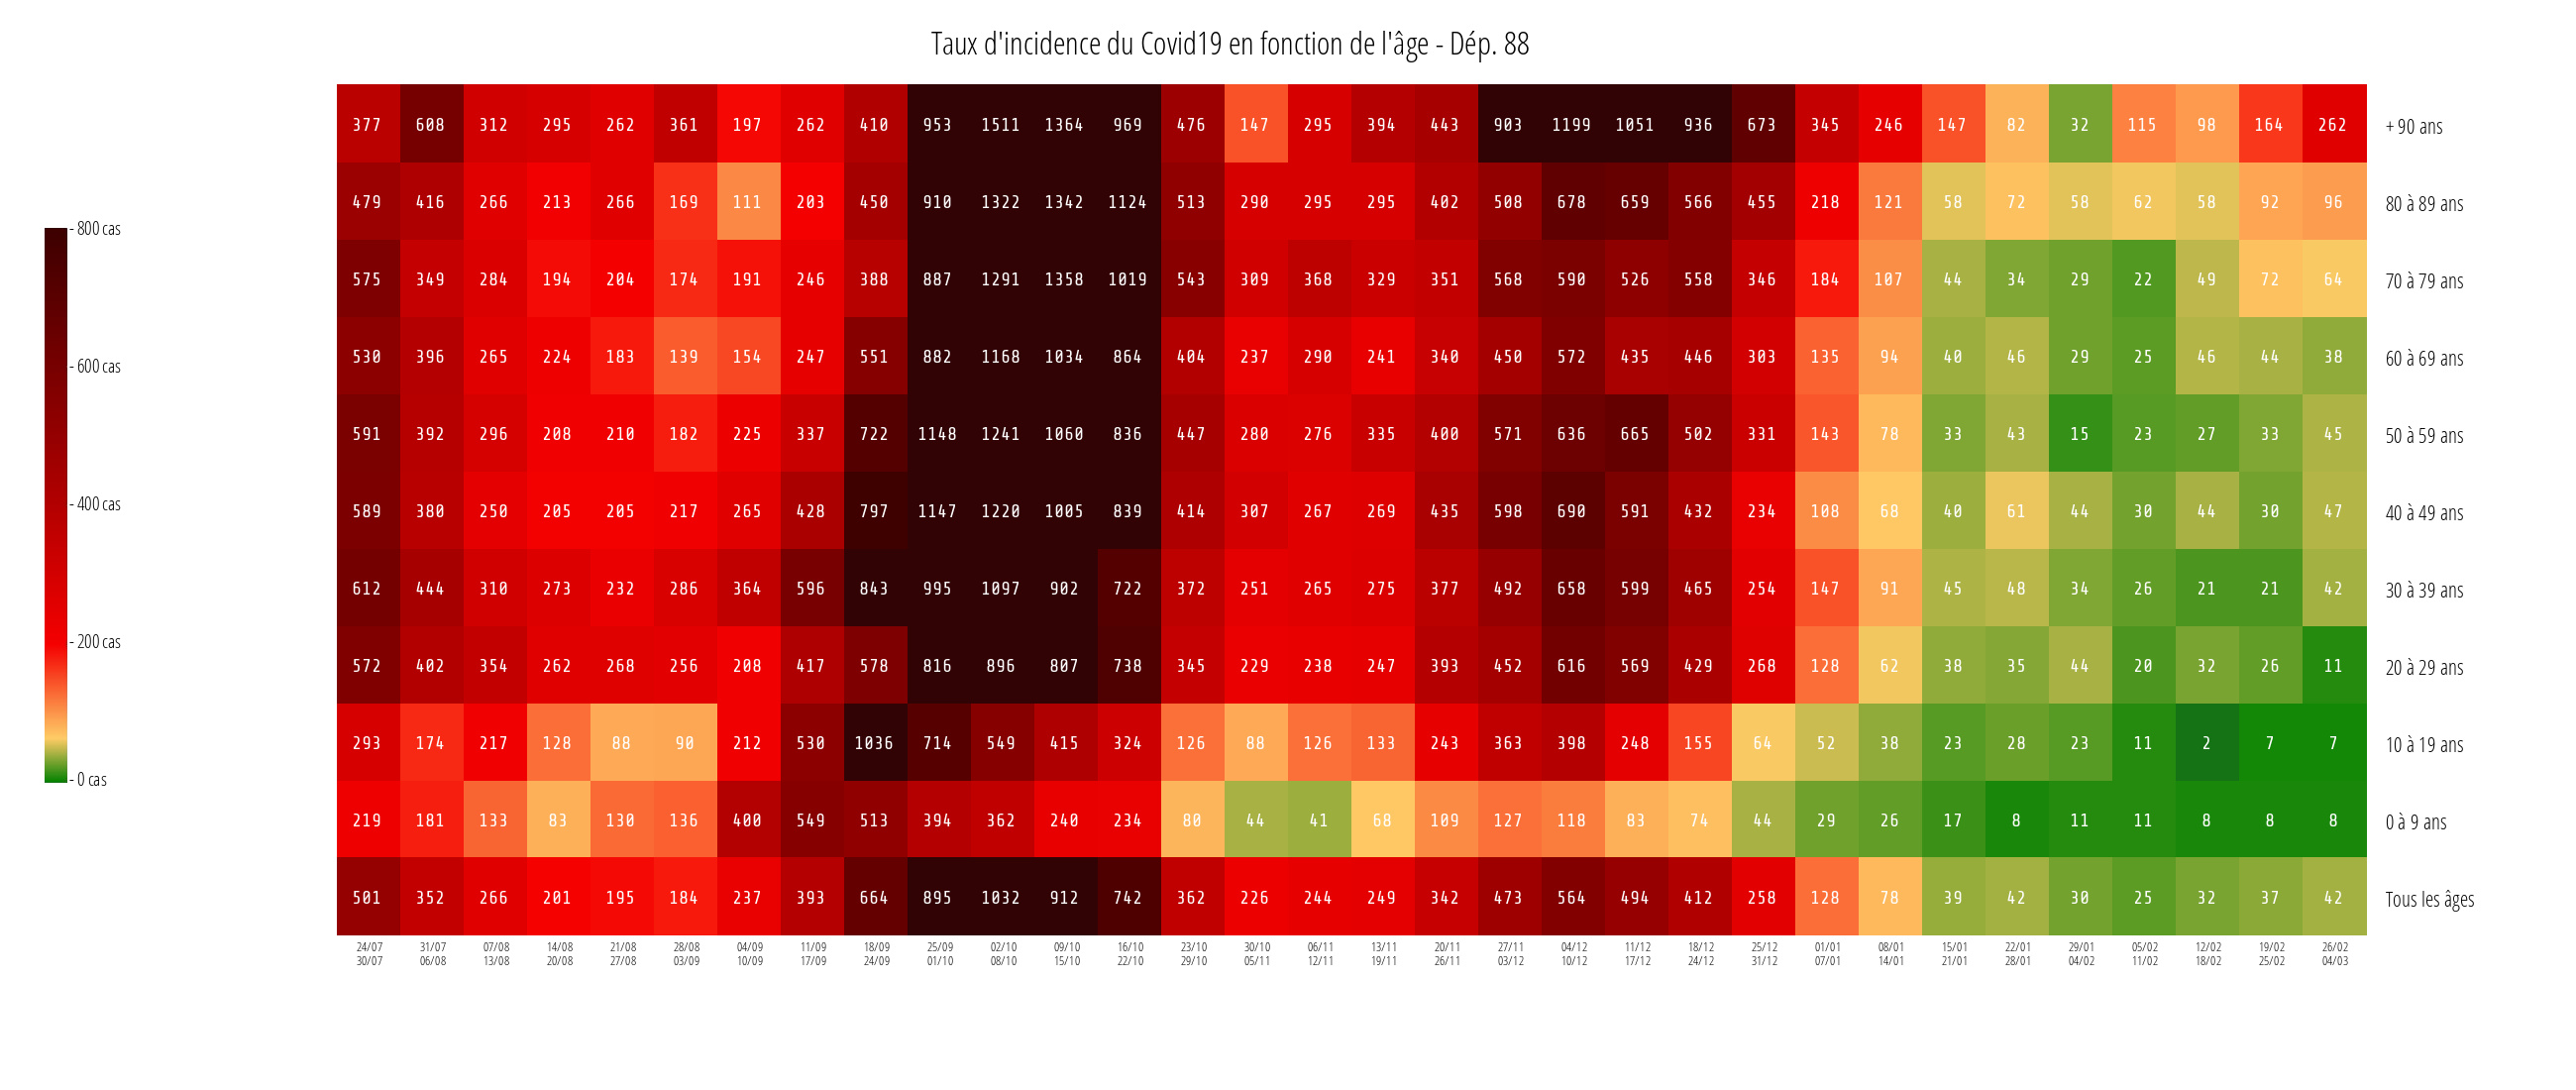 Taux d'incidence du Covid19 en fonction de l'âge - Dép. 88
- 800 cas
- 600 cas
- 400 cas
- 200 cas
- 0 cas
377 608 312 295 262 361 197 262 410 953 1511 1364 969 476 147 295 394 443 903 1199 1051 936 673 345 246 147 82 32 115 98 164 262 + 90 ans
479 416 266 213 266 169 111 203 450 910 1322 1342 1124 513 290 295 295 402 508 678 659 566 455 218 121 58 72 58 62 58 92 96 80 à 89 ans
575 349 284 194 204 174 191 246 388 887 1291 1358 1019 543 309 368 329 351 568 590 526 558 346 184 107 44 34 29 22 49 72 64 70 à 79 ans
530 396 265 224 183 139 154 247 551 882 1168 1034 864 404 237 290 241 340 450 572 435 446 303 135 94 40 46 29 25 46 44 38 60 à 69 ans
591 392 296 208 210 182 225 337 722 1148 1241 1060 836 447 280 276 335 400 571 636 665 502 331 143 78 33 43 15 23 27 33 45 50 à 59 ans
589 380 250 205 205 217 265 428 797 1147 1220 1005 839 414 307 267 269 435 598 690 591 432 234 108 68 40 61 44 30 44 30 47 40 à 49 ans
612 444 310 273 232 286 364 596 843 995 1097 902 722 372 251 265 275 377 492 658 599 465 254 147 91 45 48 34 26 21 21 42 30 à 39 ans
572 402 354 262 268 256 208 417 578 816 896 807 738 345 229 238 247 393 452 616 569 429 268 128 62 38 35 44 20 32 26 11 20 à 29 ans
293 174 217 128 88 90 212 530 1036 714 549 415 324 126 88 126 133 243 363 398 248 155 64 52 38 23 28 23 11 2 7 7 10 à 19 ans
219 181 133 83 130 136 400 549 513 394 362 240 234 80 44 41 68 109 127 118 83 74 44 29 26 17 8 11 11 8 8 8 0 à 9 ans
501 352 266 201 195 184 237 393 664 895 1032 912 742 362 226 244 249 342 473 564 494 412 258 128 78 39 42 30 25 32 37 42 Tous les âges
24/07 31/07 07/08 14/08 21/08 28/08 04/09 11/09 18/09 25/09 02/10 09/10 16/10 23/10 30/10 06/11 13/11 20/11 27/11 04/12 11/12 18/12 25/12 01/01 08/01 15/01 22/01 29/01 05/02 12/02 19/02 26/02
30/07 06/08 13/08 20/08 27/08 03/09 10/09 17/09 24/09 01/10 08/10 15/10 22/10 29/10 05/11 12/11 19/11 26/11 03/12 10/12 17/12 24/12 31/12 07/01 14/01 21/01 28/01 04/02 11/02 18/02 25/02 04/03